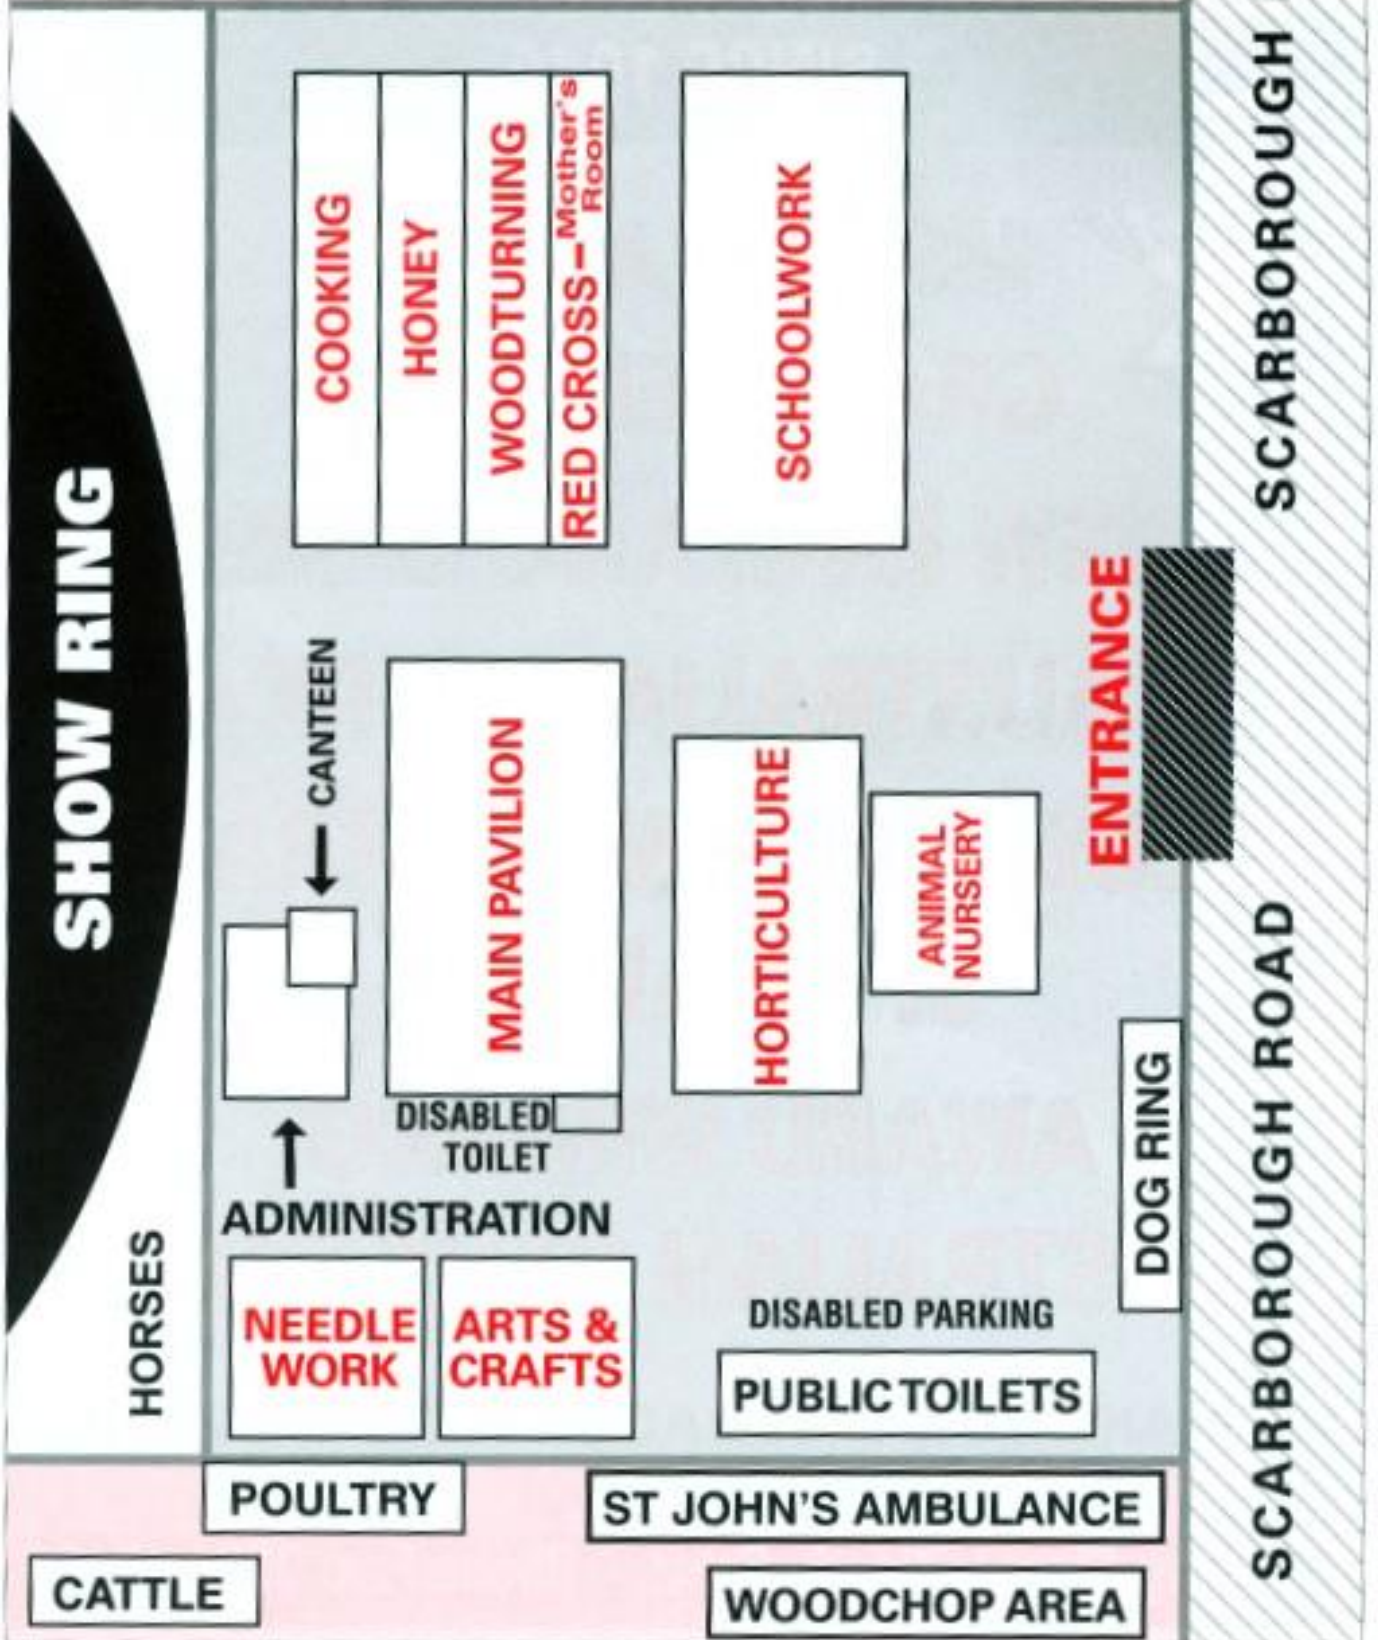 SHOW RING
HORSES
COOKING
HONEY
WOODTURNING
RED CROSS–Mother's
Room
SCHOOLWORK
CANTEEN
MAIN PAVILION
DISABLED
TOILET
ADMINISTRATION
HORTICULTURE
ANIMAL
NURSERY
ENTRANCE
NEEDLE
WORK
ARTS &
CRAFTS
DISABLED PARKING
PUBLIC TOILETS
DOG RING
SCARBOROUGH
SCARBOROUGH ROAD
POULTRY
ST JOHN'S AMBULANCE
CATTLE
WOODCHOP AREA